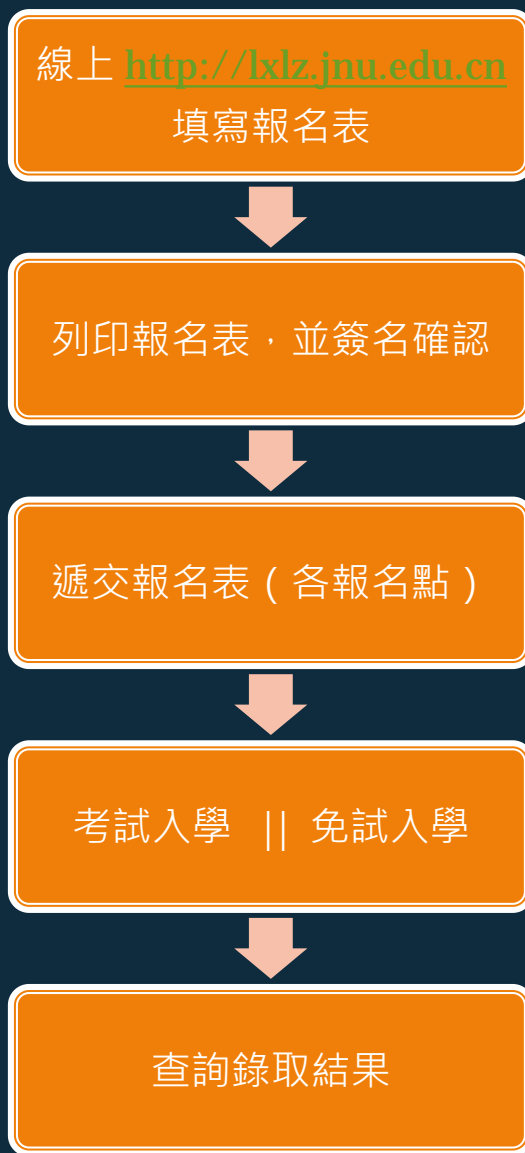 線上 http://lxlz.jnu.edu.cn
填寫報名表
列印報名表，並簽名確認
遞交報名表（各報名點）
考試入學 || 免試入學
查詢錄取結果